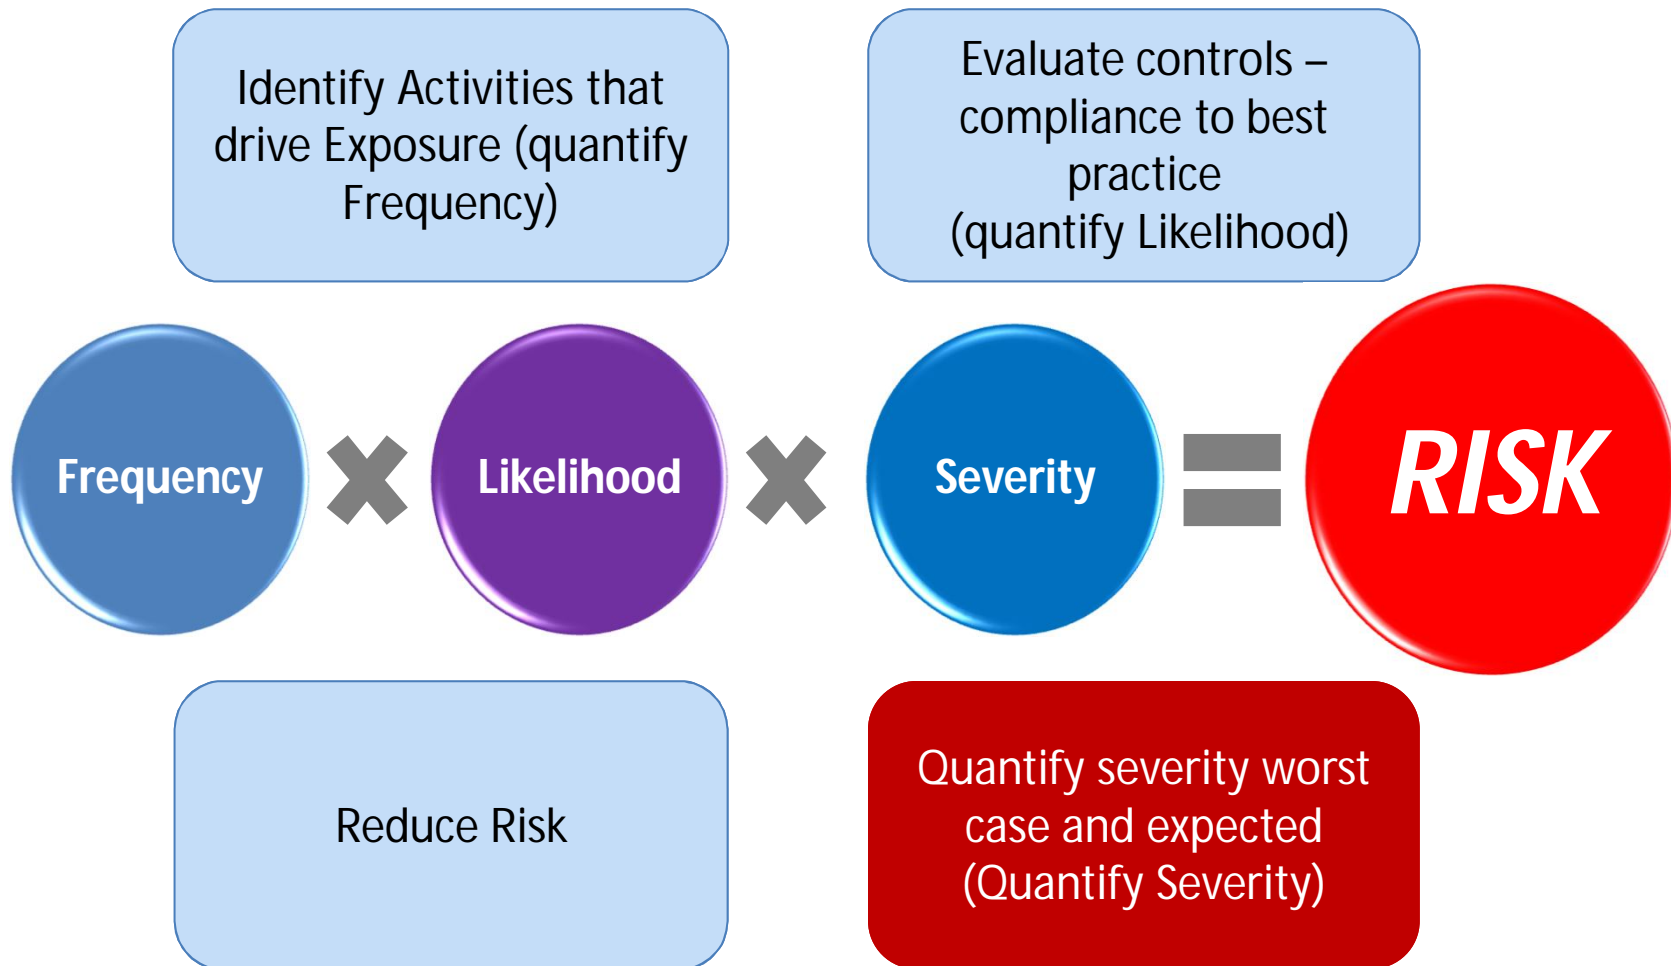 Identify Activities that
drive Exposure (quantify
Frequency)
Evaluate controls –
compliance to best
practice
(quantify Likelihood)
Frequency
Likelihood
Severity
RISK
Reduce Risk
Quantify severity worst
case and expected
(Quantify Severity)